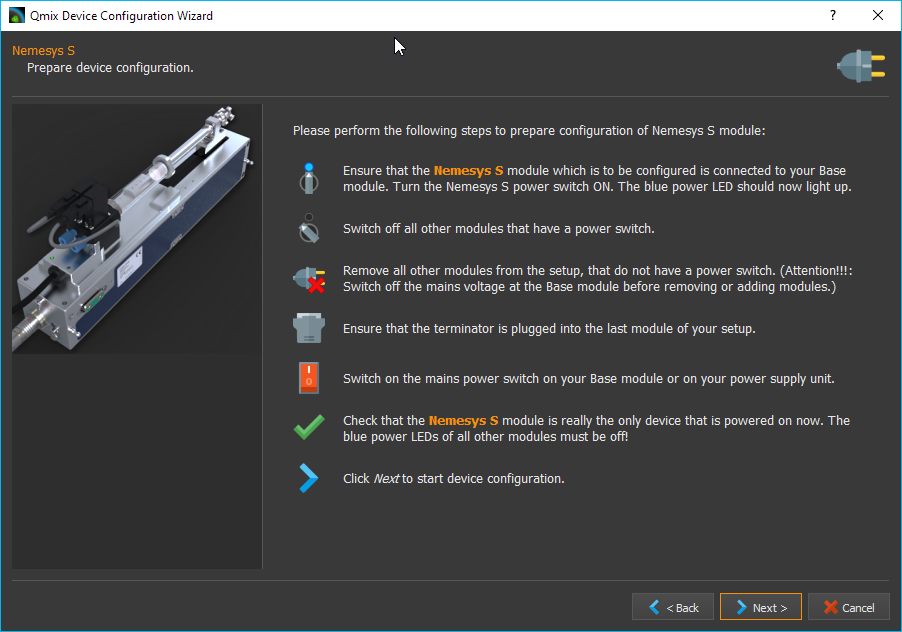 Qmix Device Configuration Wizard
?
Nemesys S
Prepare device configuration.
Please perform the following steps to prepare configuration of Nemesys S module:
Ensure that the Nemesys S module which is to be configured is connected to your Base
module. Turn the Nemesys S power switch ON. The blue power LED should now light up.
Switch off all other modules that have a power switch.
Remove all other modules from the setup, that do not have a power switch. (Attention!!!:
Switch off the mains voltage at the Base module before removing or adding modules.)
Ensure that the terminator is plugged into the last module of your setup.
Switch on the mains power switch on your Base module or on your power supply unit.
Check that the Nemesys S module is really the only device that is powered on now. The
blue power LEDs of all other modules must be off!
Click Next to start device configuration.
< Back
Next >
Cancel